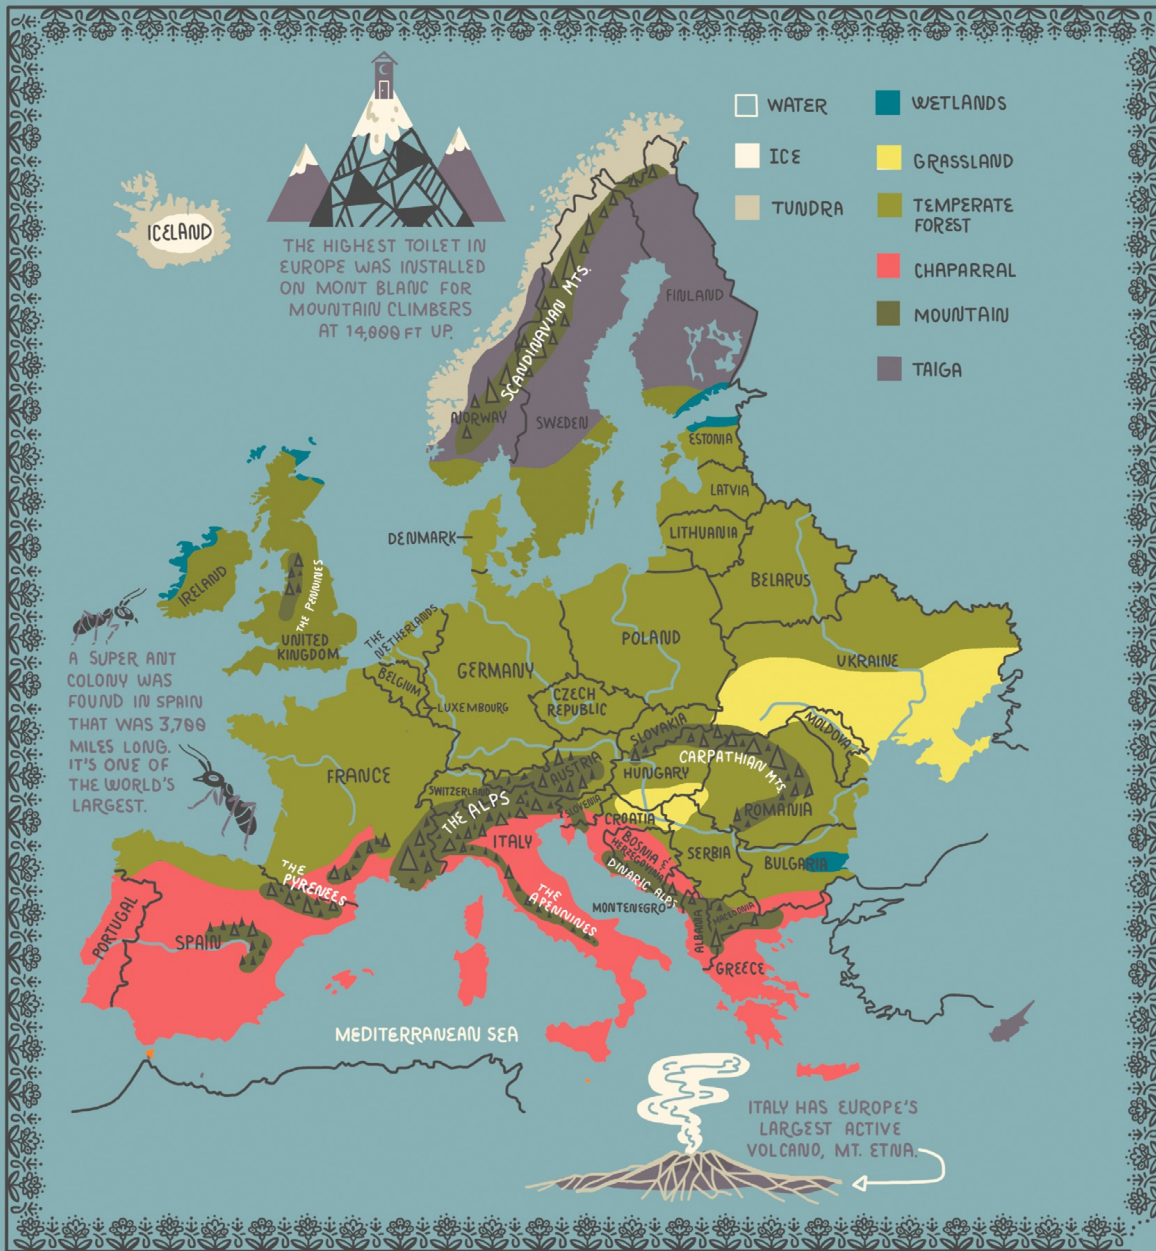 WATER
ICE
TUNDRA
WETLANDS
GRASSLAND
TEMPERATE
FOREST
CHAPARRAL
MOUNTAIN
TAIGA
THE HIGHEST TOILET IN
EUROPE WAS INSTALLED
ON MONT BLANC FOR
MOUNTAIN CLIMBERS
AT 14,000 FT UP.
ICELAND
SCANDINAVIAN MTS.
FINLAND
NORWAY
SWEDEN
ESTONIA
LATVIA
LITHUANIA
DENMARK
BELARUS
IRELAND
THE PENNINES
UNITED
KINGDOM
THE
NETHERLANDS
BELGIUM
LUXEMBOURG
GERMANY
POLAND
CZECH
REPUBLIC
UKRAINE
A SUPER ANT
COLONY WAS
FOUND IN SPAIN
THAT WAS 3,700
MILES LONG.
IT'S ONE OF
THE WORLD'S
LARGEST.
FRANCE
SWITZERLAND
THE ALPS
AUSTRIA
SLOVAKIA
HUNGARY
CARPATHIAN MTS.
MOLDOVA
ROMANIA
SLOVENIA
CROATIA
ITALY
BOSNIA &
HERZEGOVINA
DINARIC ALPS
SERBIA
BULGARIA
MONTENEGRO
ALBANIA
MACEDONIA
GREECE
THE
APENNINES
THE
PYRENEES
PORTUGAL
SPAIN
MEDITERRANEAN SEA
ITALY HAS EUROPE'S
LARGEST ACTIVE
VOLCANO, MT. ETNA.